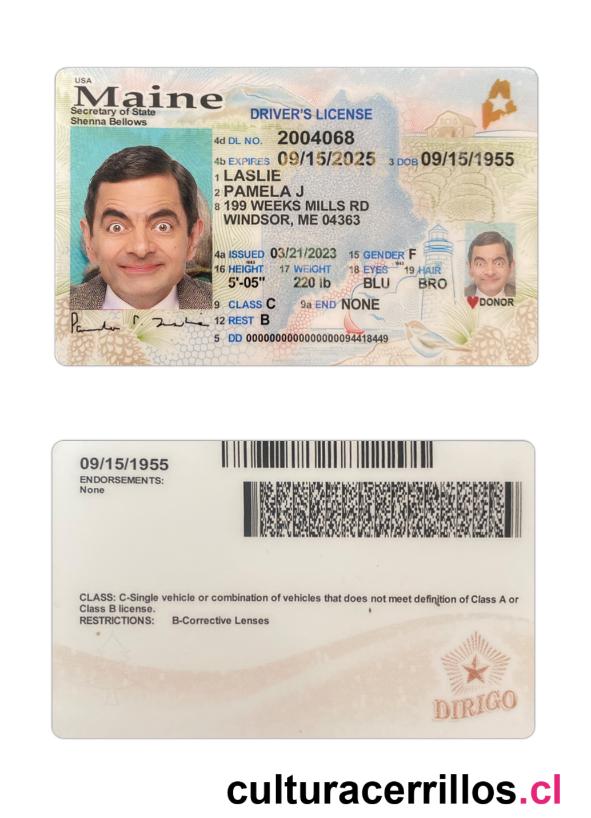 USA
Maine
Secretary of State
Shenna Bellows
DRIVER'S LICENSE
4d DL NO. 2004068
4b EXPIRES 09/15/2025 3 DOB 09/15/1955
1 LASLIE
2 PAMELA J
8 199 WEEKS MILLS RD
WINDSOR, ME 04363
4a ISSUED 03/21/2023 15 GENDER F
16 HEIGHT 17 WEIGHT 18 EYES 19 HAIR
5'-05" 220 lb BLU BRO
9 CLASS C 9a END NONE
DONOR
12 REST B
5 DD 0000000000000000094418449
09/15/1955
ENDORSEMENTS:
None
CLASS: C-Single vehicle or combination of vehicles that does not meet definition of Class A or
Class B license.
RESTRICTIONS: B-Corrective Lenses
DIRIGO
culturacerrillos.cl